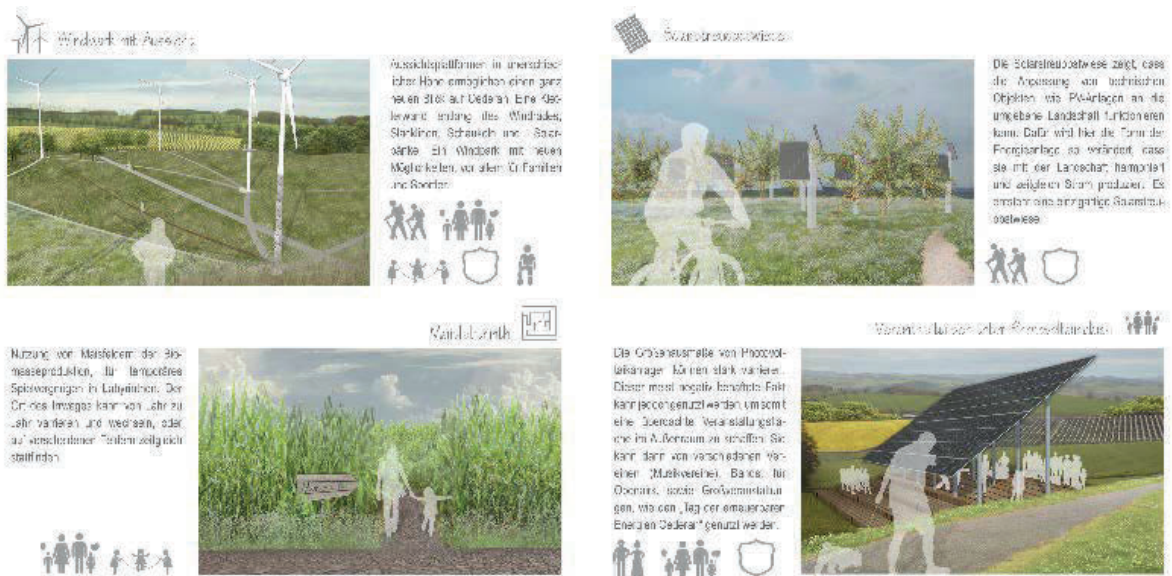 Windpark mit Aussicht
Aussichtsplattformen in unerschied-
licher Höhe ermöglichen einen ganz
neuen Blick auf Oederan. Eine Klet-
terwand entlang des Windrades,
Slacklinen, Schaukeln und Solar-
bänke. Ein Windpark mit neuen
Möglichkeiten, vor allem für Familien
und Sportler.
Solarstreuobstwiese
Die Solarstreuobstwiese zeigt, dass
die Anpassung von technischen
Objekten, wie PV-Anlagen an die
umgebene Landschaft funktionieren
kann. Dafür wird hier die Form der
Energieanlage so verändert, dass
sie mit der Landschaft harmoniert
und zeitgleich Strom produziert. Es
entsteht eine einzigartige Solarstreu-
obstwiese.
Maislabyrinth
Nutzung von Maisfeldern der Bio-
masseproduktion, für temporäres
Spielvergnügen in Labyrinthen. Der
Ort des Irrweges kann von Jahr zu
Jahr variieren und wechseln, oder
auf verschiedenen Feldern zeitgleich
stattfinden.
Veranstaltungen unter
Die Größenausmaße von Photovol-
taikanlagen können stark variieren.
Dieser meist negativ behaftete Fakt
kann jedoch genutzt werden, um somit
eine überdachte Veranstaltungsflä-
che im Außenraum zu schaffen. Sie
kann dann von verschiedenen Ver-
einen (Musikvereine), Bands, für
Openairs, sowie Großveranstaltun-
gen, wie den „Tag der erneuerbaren
Energien Oederan“ genutzt werden.